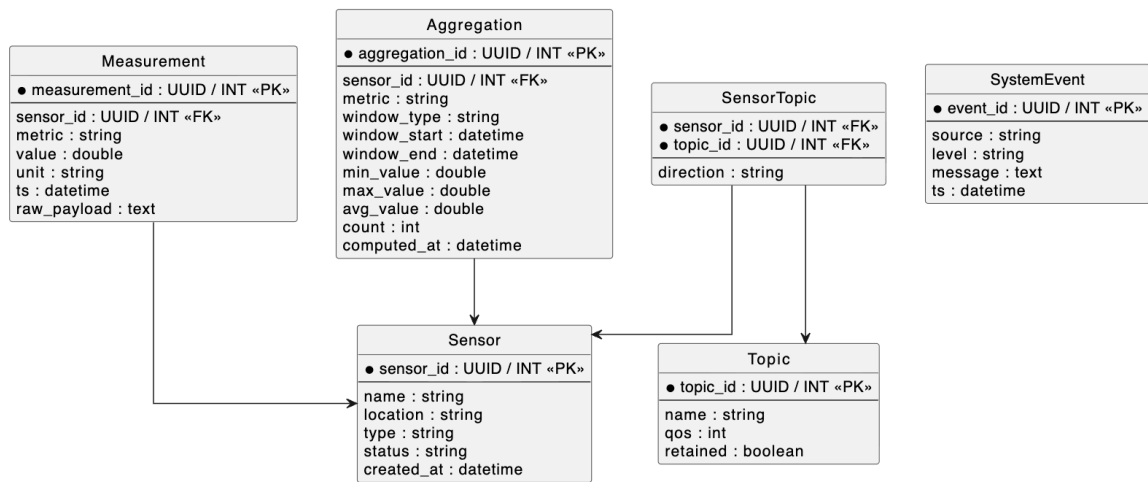 Measurement
● measurement_id : UUID / INT «PK»
sensor_id : UUID / INT «FK»
metric : string
value : double
unit : string
ts : datetime
raw_payload : text
Aggregation
● aggregation_id : UUID / INT «PK»
sensor_id : UUID / INT «FK»
metric : string
window_type : string
window_start : datetime
window_end : datetime
min_value : double
max_value : double
avg_value : double
count : int
computed_at : datetime
SensorTopic
● sensor_id : UUID / INT «FK»
● topic_id : UUID / INT «FK»
direction : string
SystemEvent
● event_id : UUID / INT «PK»
source : string
level : string
message : text
ts : datetime
Sensor
● sensor_id : UUID / INT «PK»
name : string
location : string
type : string
status : string
created_at : datetime
Topic
● topic_id : UUID / INT «PK»
name : string
qos : int
retained : boolean